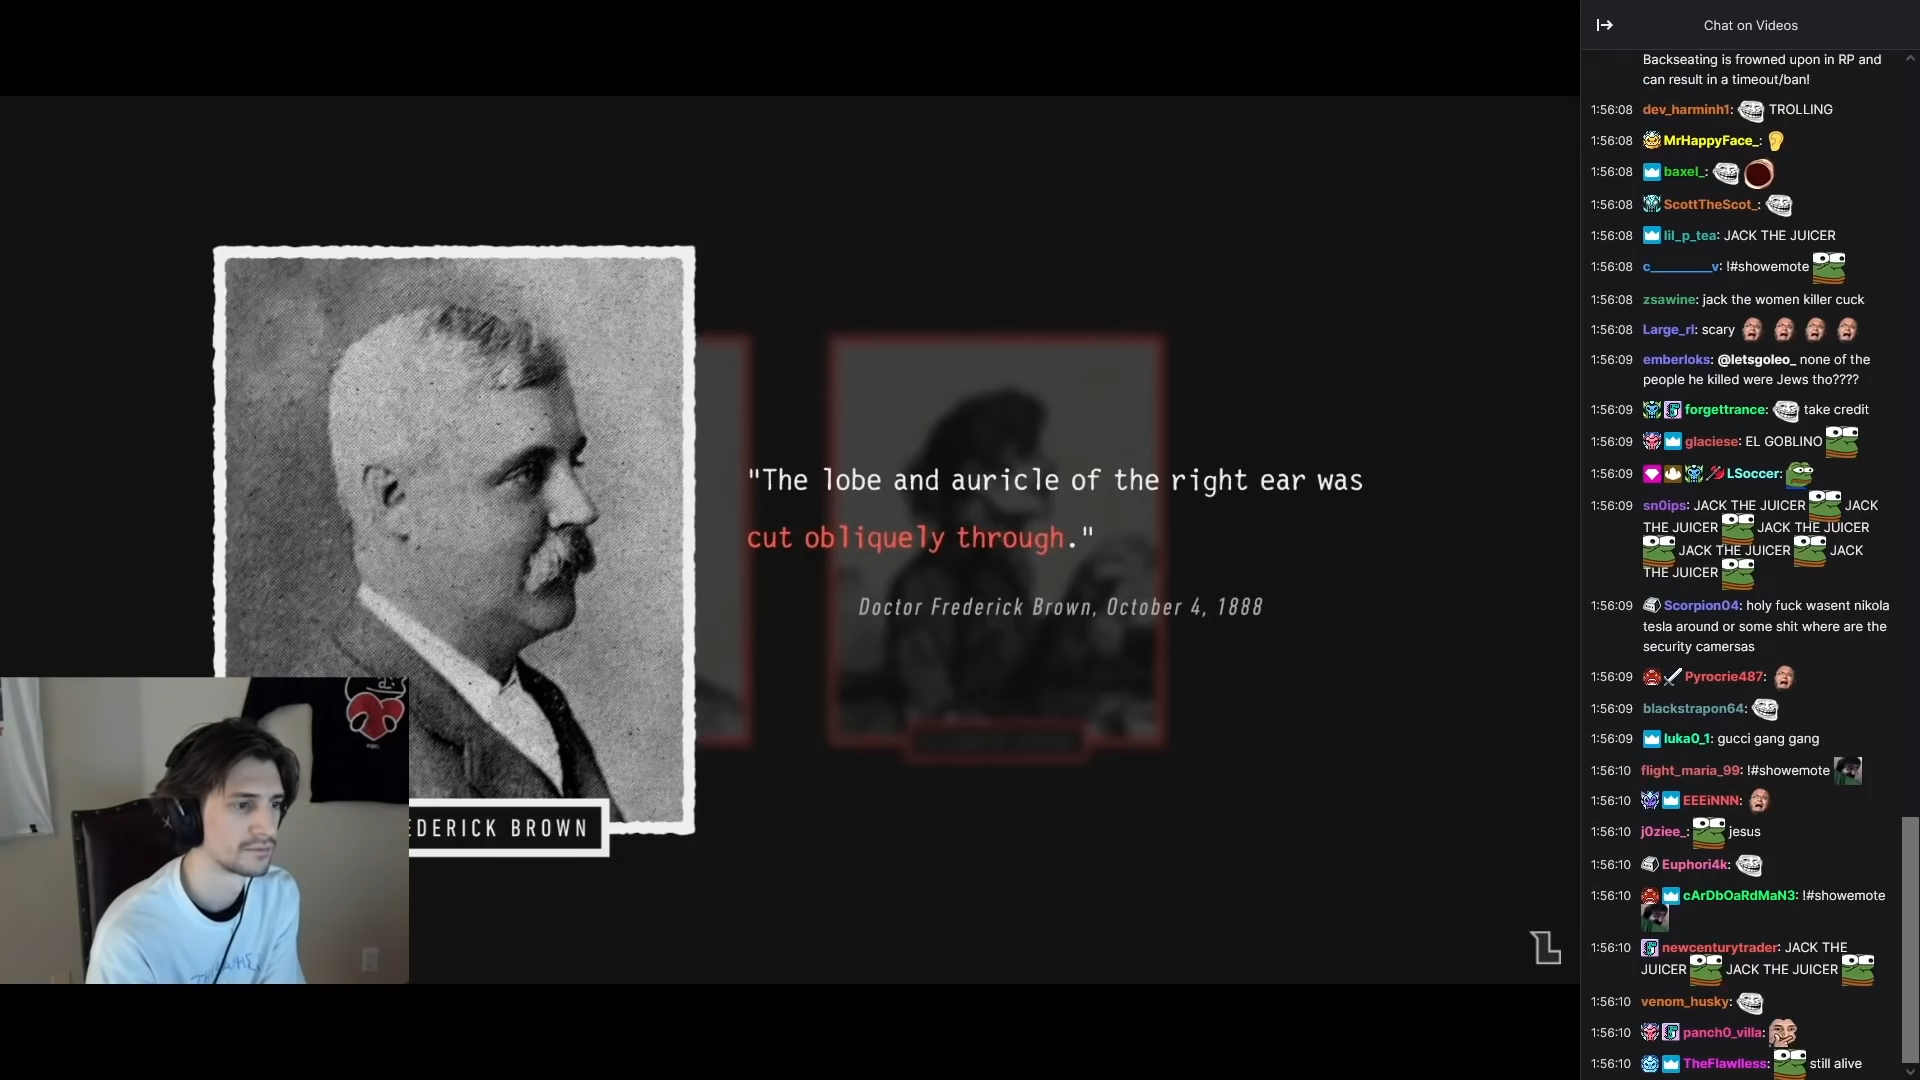 Chat on Videos
Backseating is frowned upon in RP and
can result in a timeout/ban!
1:56:08 dev_harminh1: TROLLING
1:56:08 MrHappyFace_:
1:56:08 baxel_:
1:56:08 ScottTheScot_:
1:56:08 lil_p_tea: JACK THE JUICER
1:56:08 c__________v: !#showemote
1:56:08 zsawine: jack the women killer cuck
1:56:08 Large_rl: scary
1:56:09 emberloks: @letsgoleo_ none of the
people he killed were Jews tho????
1:56:09 forgettrance: take credit
1:56:09 glaciese: EL GOBLINO
1:56:09 LSoccer:
1:56:09 sn0ips: JACK THE JUICER JACK
THE JUICER JACK THE JUICER
JACK THE JUICER JACK
THE JUICER
1:56:09 Scorpion04: holy fuck wasent nikola
tesla around or some shit where are the
security camersas
1:56:09 Pyrocrie487:
1:56:09 blackstrapon64:
1:56:09 luka0_1: gucci gang gang
1:56:10 flight_maria_99: !#showemote
1:56:10 EEEiNNN:
1:56:10 j0ziee_: jesus
1:56:10 Euphori4k:
1:56:10 cArDbOaRdMaN3: !#showemote
1:56:10 newcenturytrader: JACK THE
JUICER JACK THE JUICER
1:56:10 venom_husky:
1:56:10 panch0_villa:
1:56:10 TheFlawlless: still alive
"The lobe and auricle of the right ear was
cut obliquely through."
Doctor Frederick Brown, October 4, 1888
EDERICK BROWN